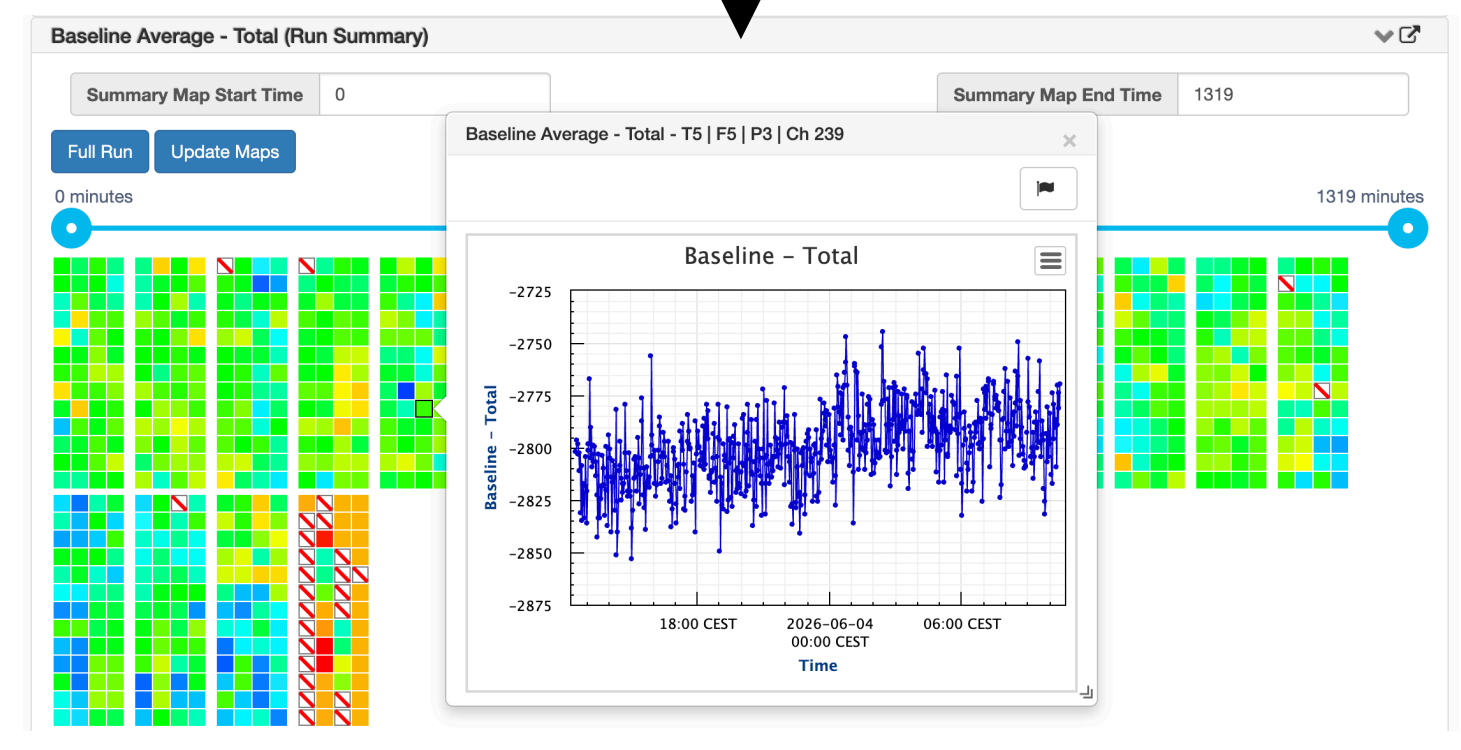 Baseline Average - Total (Run Summary)
Summary Map Start Time 0
Summary Map End Time 1319
Full Run
Update Maps
0 minutes
1319 minutes
Baseline Average - Total - T5 | F5 | P3 | Ch 239
×
Baseline – Total
−2725
−2750
−2775
−2800
−2825
−2850
−2875
Baseline – Total
18:00 CEST
2026–06–04
00:00 CEST
06:00 CEST
Time